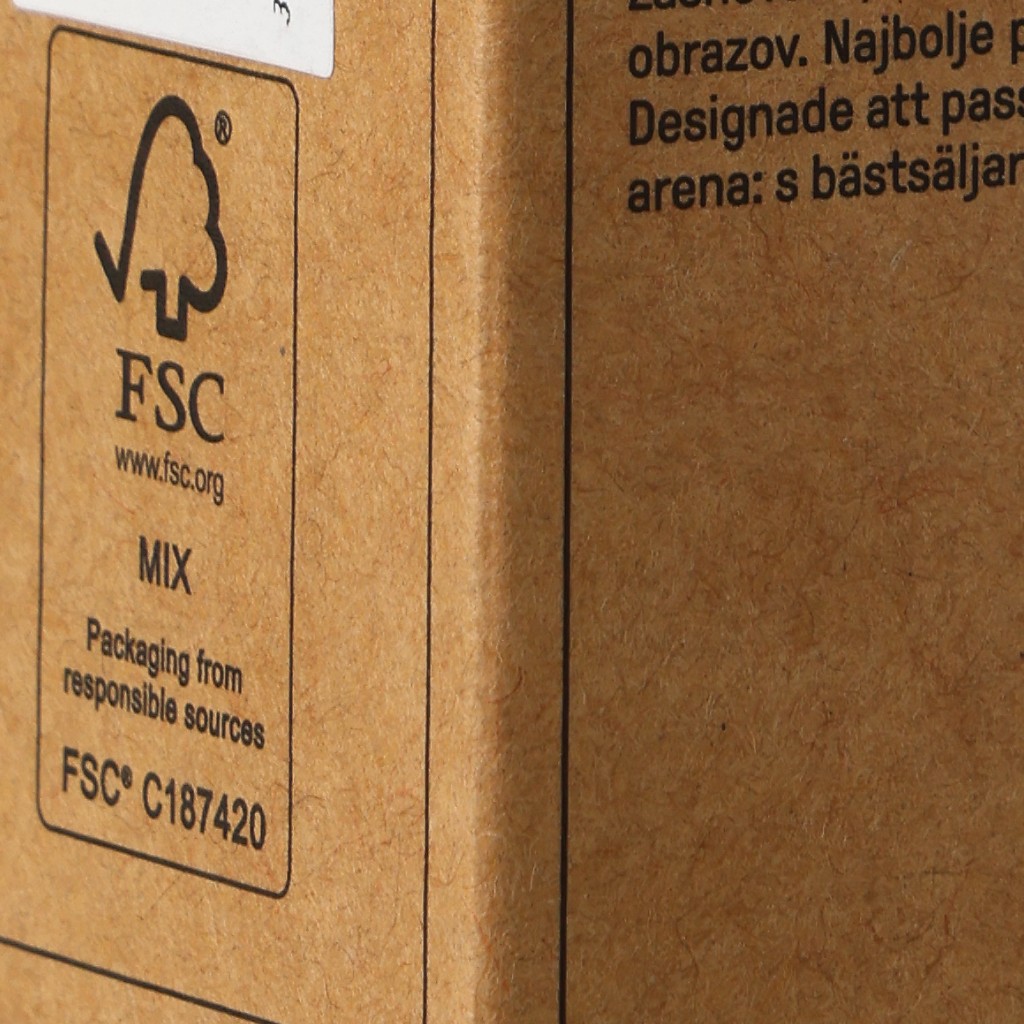 ®
FSC
www.fsc.org
MIX
Packaging from
responsible sources
FSC® C187420
obrazov. Najbolje
Designade att pass
arena: s bästsäljar